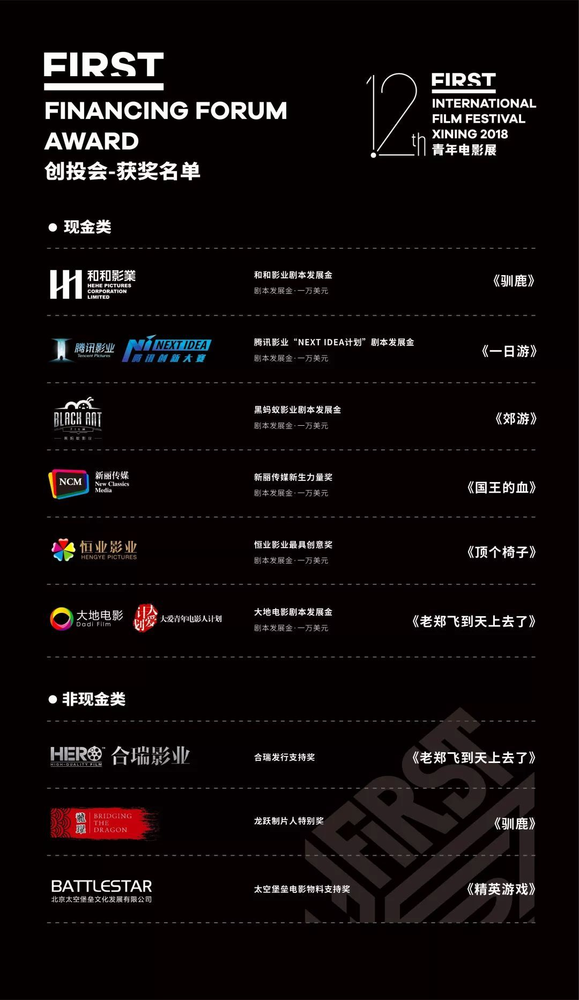 FIRST
FINANCING FORUM
AWARD
创投会-获奖名单
12th
FIRST
INTERNATIONAL
FILM FESTIVAL
XINING 2018
青年电影展
现金类
和和影業
HEHE PICTURES
CORPORATION
LIMITED
和和影业剧本发展金
剧本发展金·一万美元
《驯鹿》
腾讯影业
Tencent Pictures
NEXT IDEA
腾讯创新大赛
腾讯影业“NEXT IDEA计划”剧本发展金
剧本发展金·一万美元
《一日游》
BLACK ANT
FILM
黑蚂蚁影业
黑蚂蚁影业剧本发展金
剧本发展金·一万美元
《郊游》
NCM
新丽传媒
New Classics
Media
新丽传媒新生力量奖
剧本发展金·一万美元
《国王的血》
恒业影业
HENGYE PICTURES
恒业影业最具创意奖
剧本发展金·一万美元
《顶个椅子》
大地电影
Dadi Film
大爱计划
大爱青年电影人计划
大地电影剧本发展金
剧本发展金·一万美元
《老郑飞到天上去了》
非现金类
HERO™
HIGH-QUALITY FILM
合瑞影业
合瑞发行支持奖
《老郑飞到天上去了》
龍躍
BRIDGING
THE
DRAGON
龙跃制片人特别奖
《驯鹿》
BATTLESTAR
北京太空堡垒文化发展有限公司
太空堡垒电影物料支持奖
《精英游戏》
FIRST